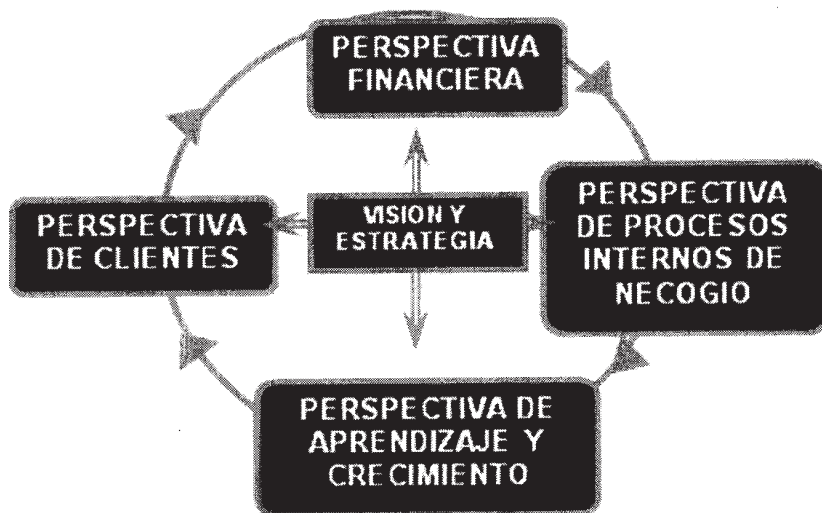 PERSPECTIVA
FINANCIERA
PERSPECTIVA
DE CLIENTES
VISION Y
ESTRATEGIA
PERSPECTIVA
DE PROCESOS
INTERNOS DE
NECOGIO
PERSPECTIVA DE
APRENDIZAJE Y
CRECIMIENTO